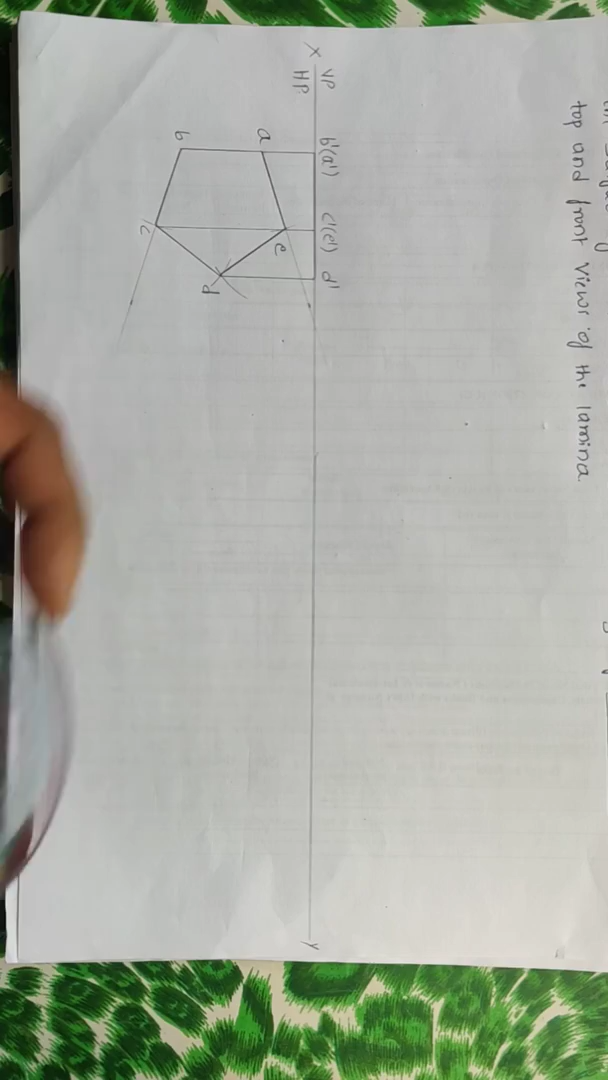 top and front views of the lamina
X VP
HP
b'(a') c'(e') d'
a e
b c
Y